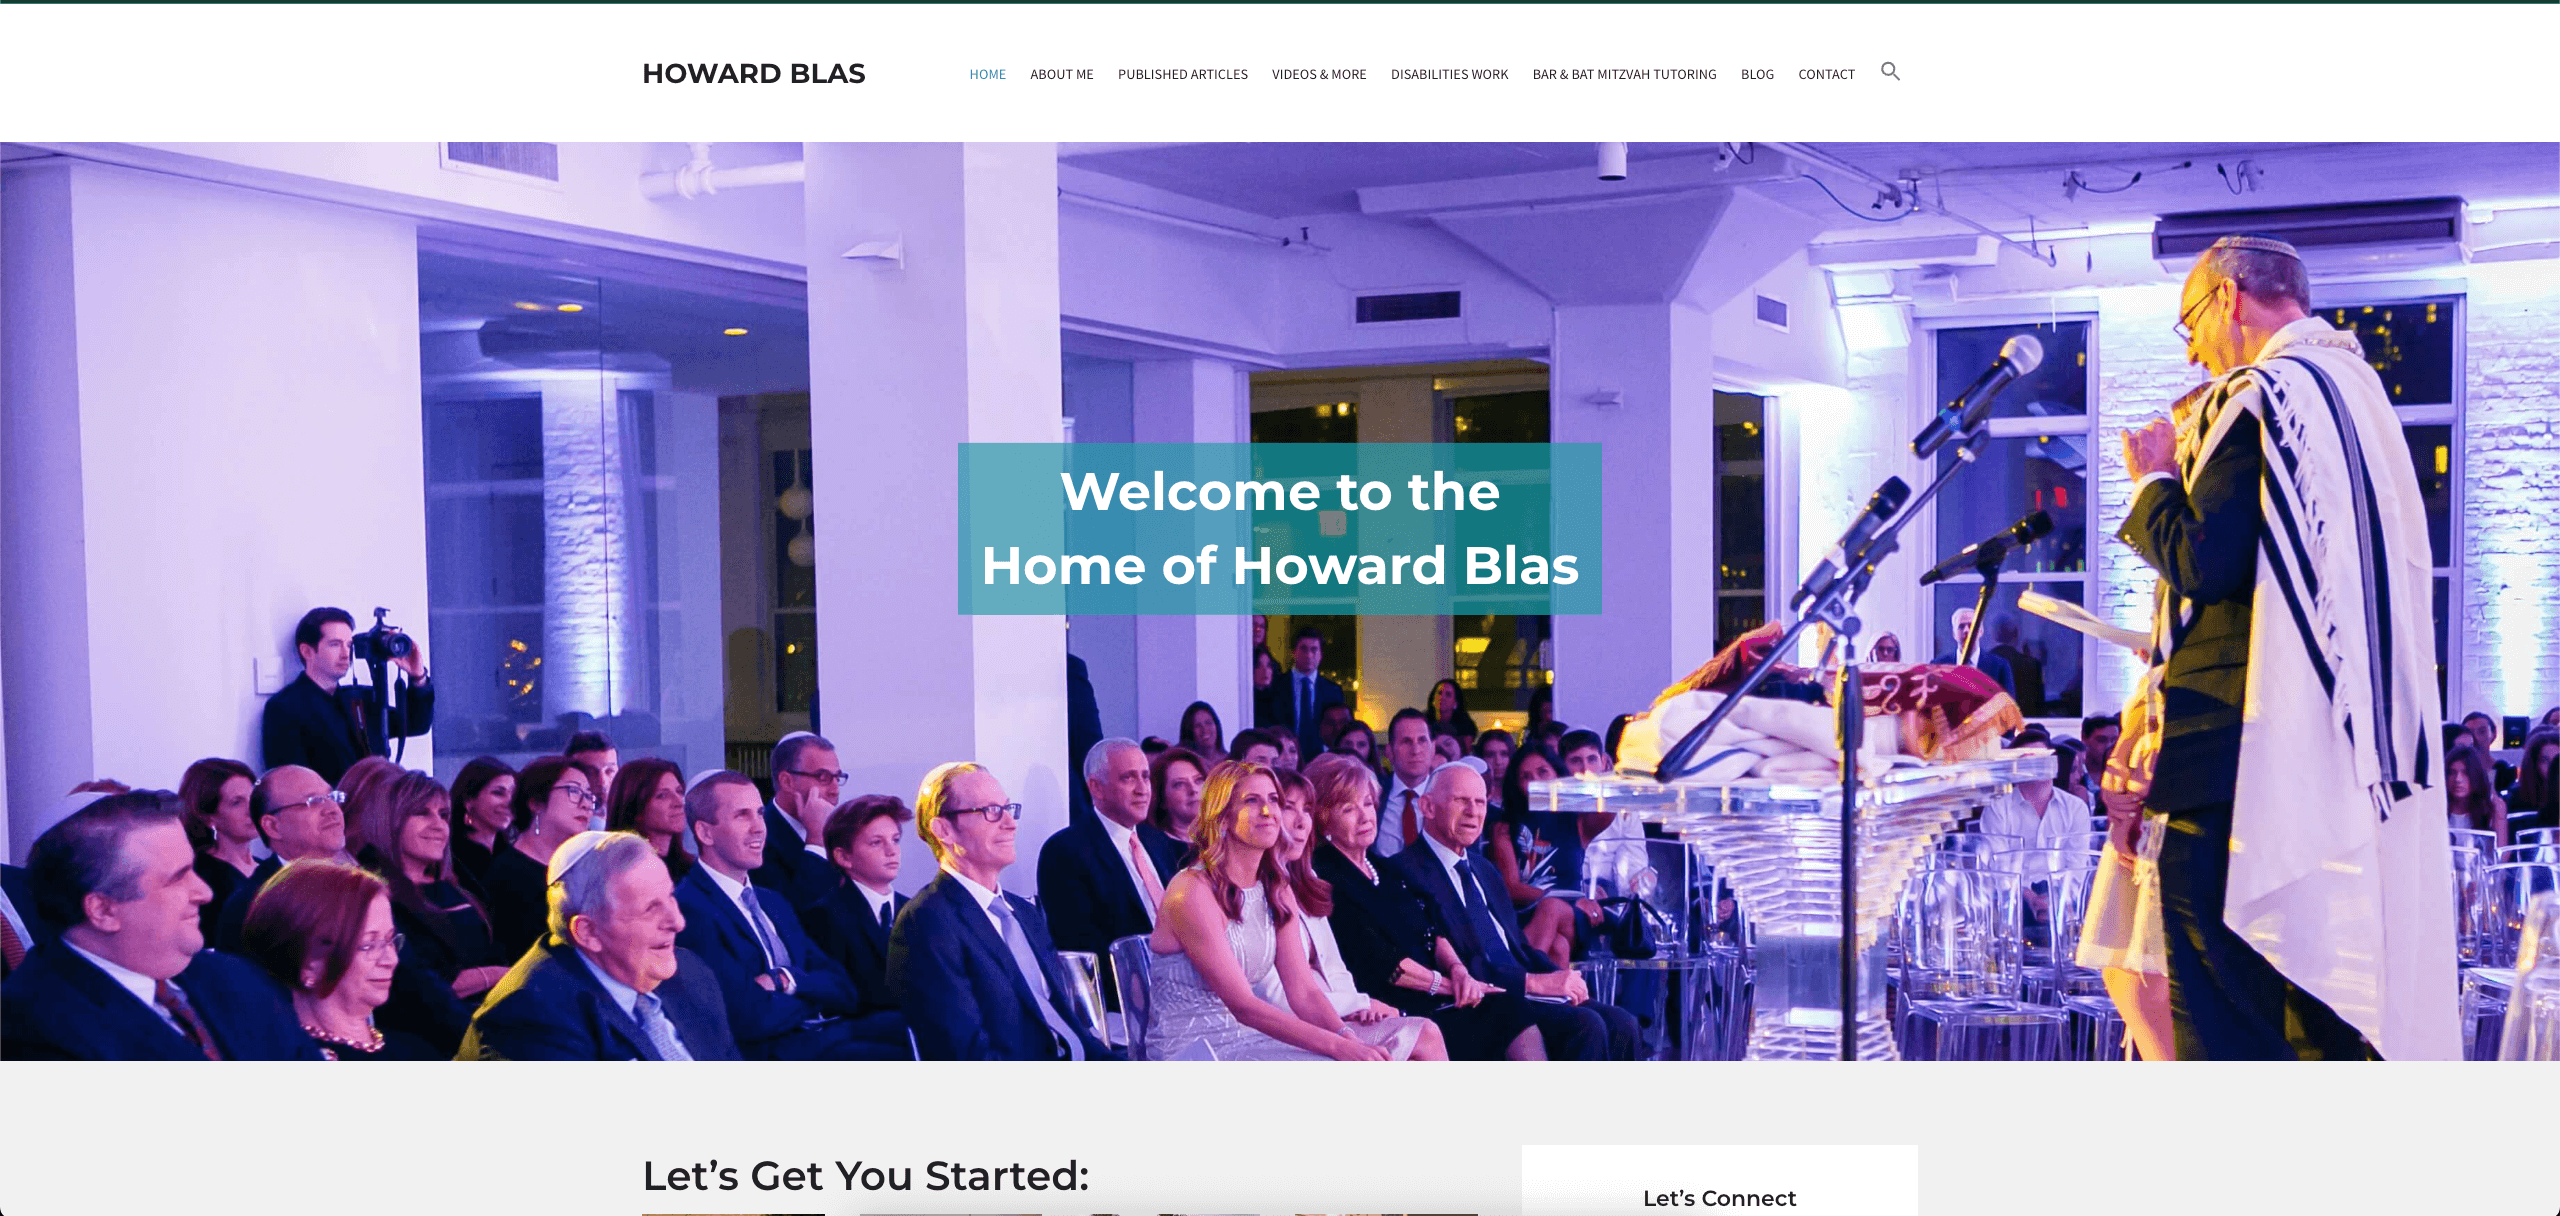 HOWARD BLAS
HOME ABOUT ME PUBLISHED ARTICLES VIDEOS & MORE DISABILITIES WORK BAR & BAT MITZVAH TUTORING BLOG CONTACT
Welcome to the
Home of Howard Blas
Let’s Get You Started:
Let’s Connect